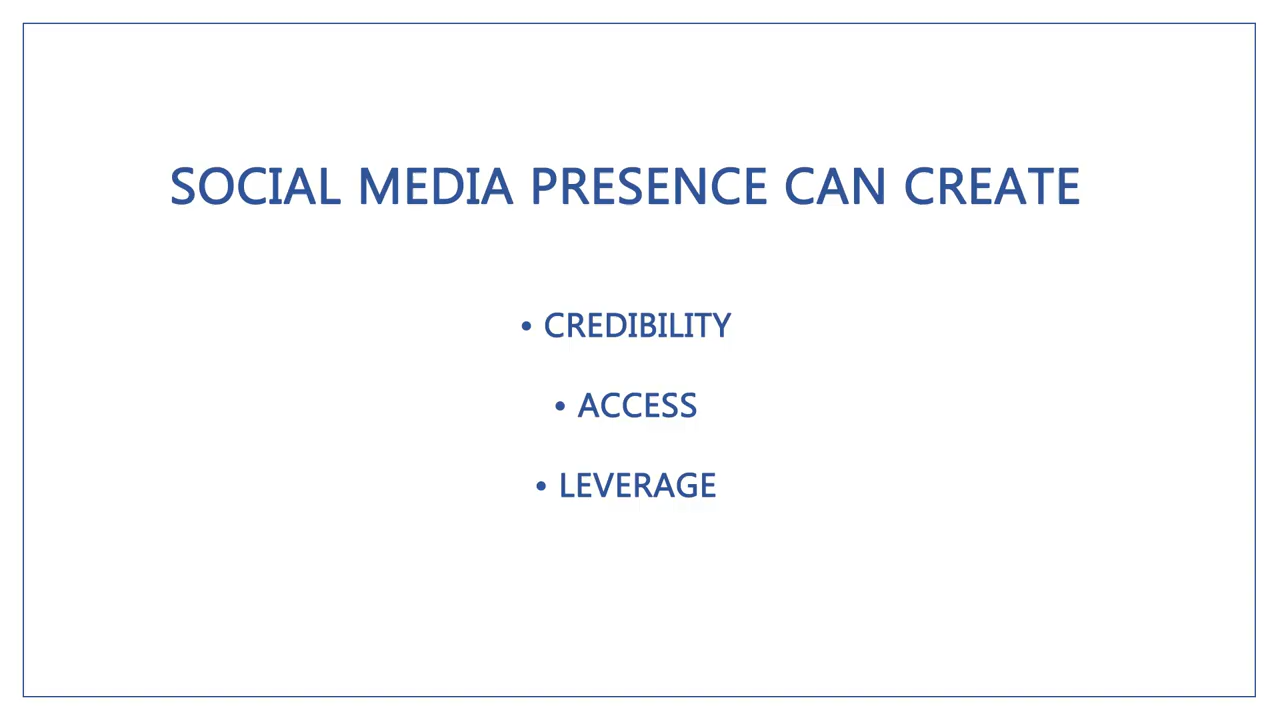 SOCIAL MEDIA PRESENCE CAN CREATE
• CREDIBILITY
• ACCESS
• LEVERAGE